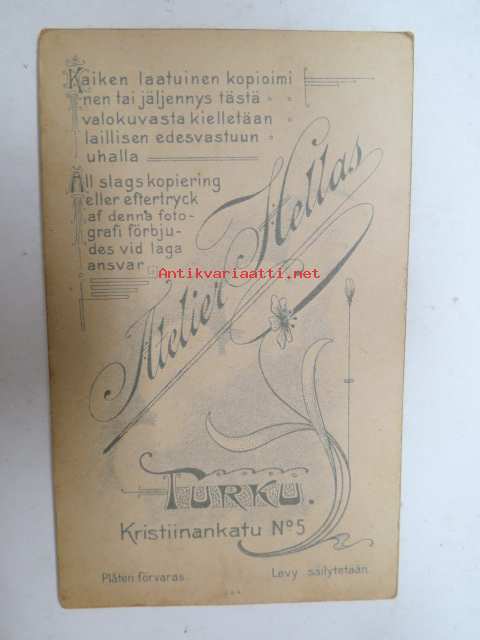 Kaiken laatuinen kopioimi
nen tai jäljennys tästä
valokuvasta kielletään
laillisen edesvastuun
uhalla
All slags kopiering
eller eftertryck
af denna foto-
grafi förbju-
des vid laga
ansvar
Antikvariaatti.net
Atelier Hellas
TURKU.
Kristiinankatu No 5
Plåten förvaras.
Levy säilytetään.